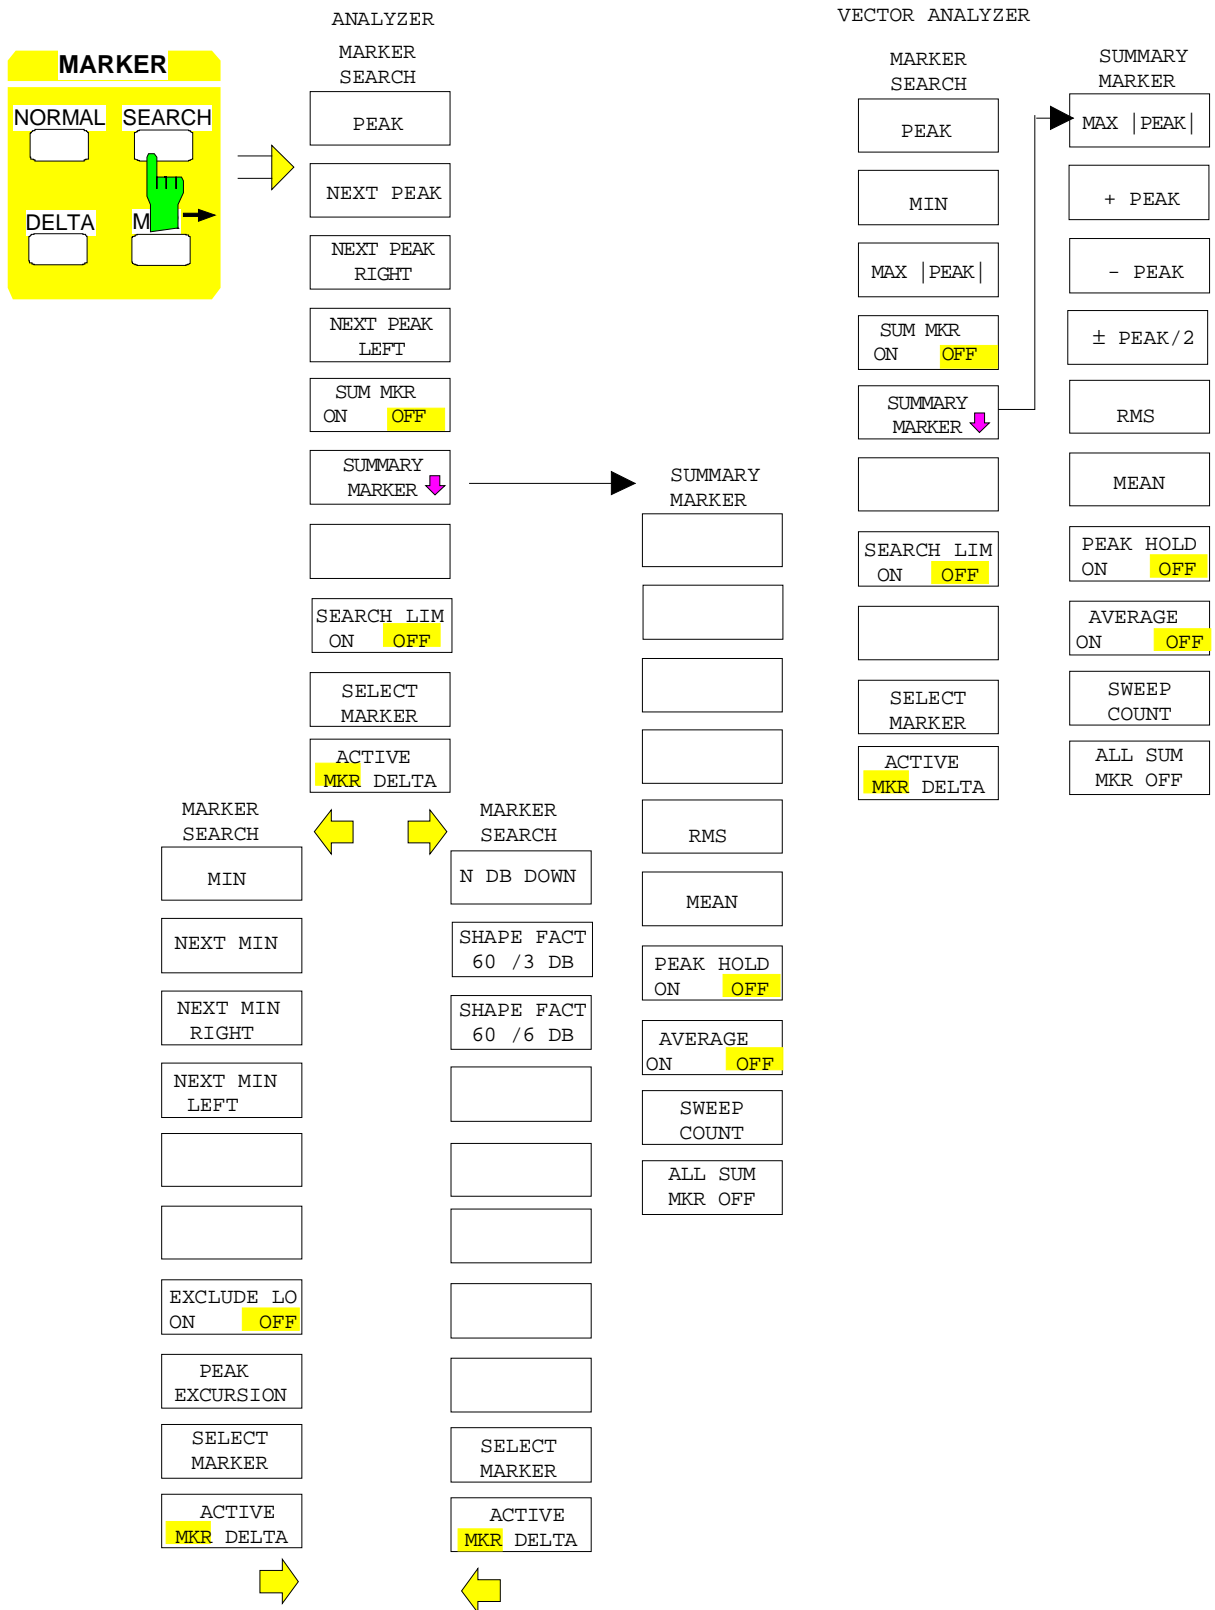 ANALYZER
VECTOR ANALYZER
MARKER
NORMAL
SEARCH
DELTA
M
MARKER
SEARCH
PEAK
NEXT PEAK
NEXT PEAK
RIGHT
NEXT PEAK
LEFT
SUM MKR
ON OFF
SUMMARY
MARKER
SEARCH LIM
ON OFF
SELECT
MARKER
ACTIVE
MKR DELTA
MARKER
SEARCH
MIN
NEXT MIN
NEXT MIN
RIGHT
NEXT MIN
LEFT
EXCLUDE LO
ON OFF
PEAK
EXCURSION
SELECT
MARKER
ACTIVE
MKR DELTA
MARKER
SEARCH
N DB DOWN
SHAPE FACT
60 /3 DB
SHAPE FACT
60 /6 DB
SELECT
MARKER
ACTIVE
MKR DELTA
SUMMARY
MARKER
RMS
MEAN
PEAK HOLD
ON OFF
AVERAGE
ON OFF
SWEEP
COUNT
ALL SUM
MKR OFF
MARKER
SEARCH
PEAK
MIN
MAX |PEAK|
SUM MKR
ON OFF
SUMMARY
MARKER
SEARCH LIM
ON OFF
SELECT
MARKER
ACTIVE
MKR DELTA
SUMMARY
MARKER
MAX |PEAK|
+ PEAK
- PEAK
± PEAK/2
RMS
MEAN
PEAK HOLD
ON OFF
AVERAGE
ON OFF
SWEEP
COUNT
ALL SUM
MKR OFF